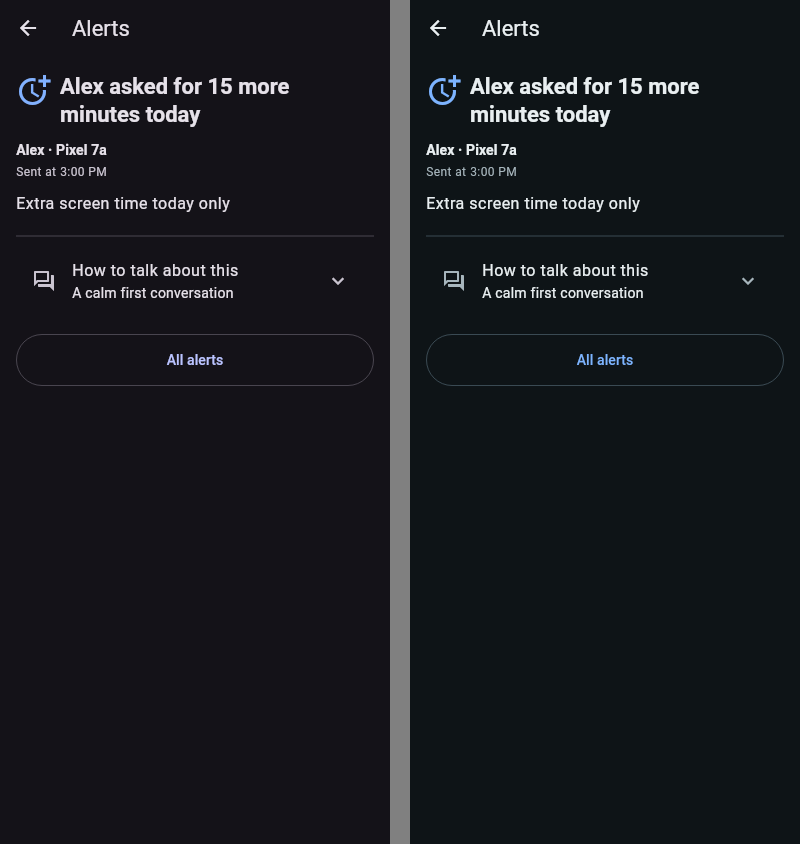 Alerts
Alex asked for 15 more
minutes today
Alex · Pixel 7a
Sent at 3:00 PM
Extra screen time today only
How to talk about this
A calm first conversation
All alerts
Alerts
Alex asked for 15 more
minutes today
Alex · Pixel 7a
Sent at 3:00 PM
Extra screen time today only
How to talk about this
A calm first conversation
All alerts